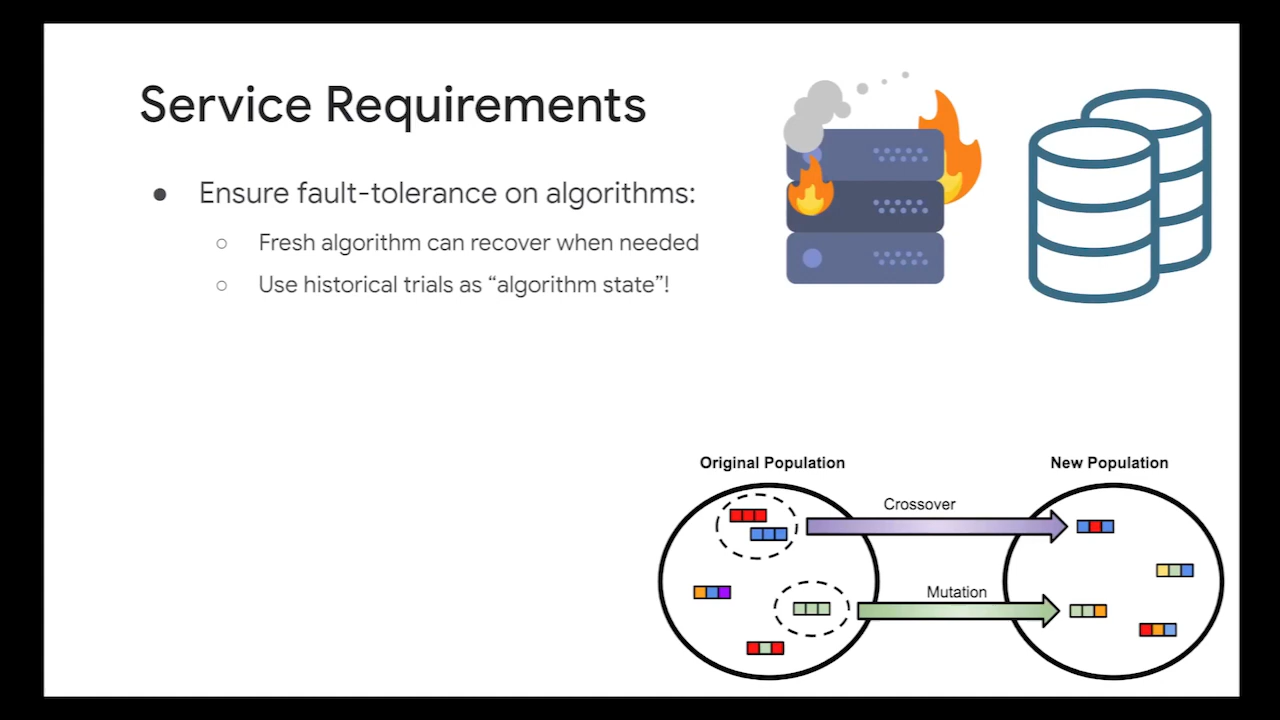 Service Requirements
● Ensure fault-tolerance on algorithms:
○ Fresh algorithm can recover when needed
○ Use historical trials as “algorithm state”!
Original Population
New Population
Crossover
Mutation